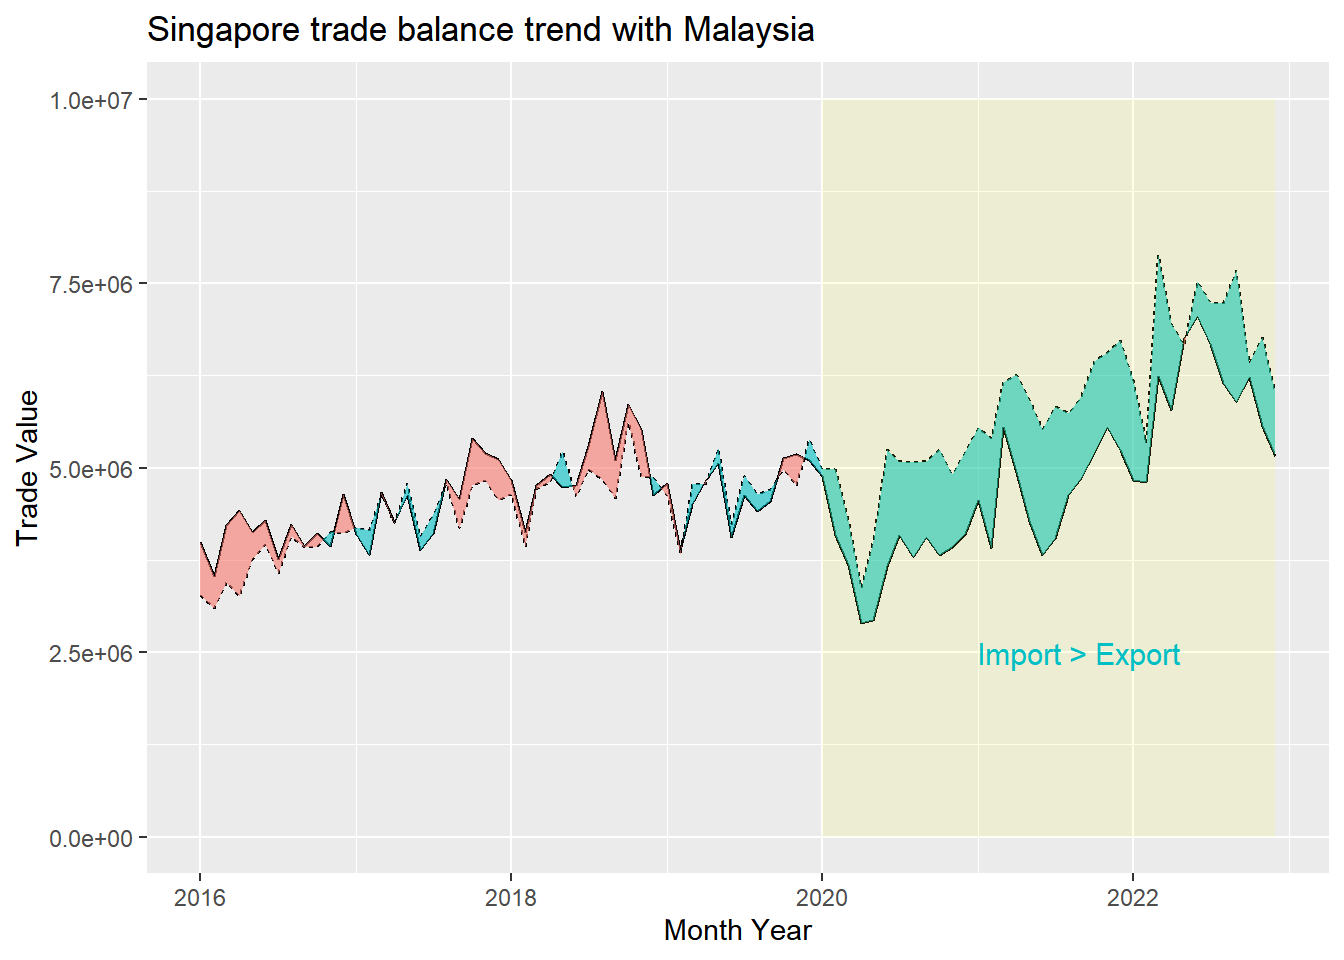 Singapore trade balance trend with Malaysia
1.0e+07
7.5e+06
5.0e+06
2.5e+06
0.0e+00
Trade Value
Import > Export
2016 2018 2020 2022
Month Year